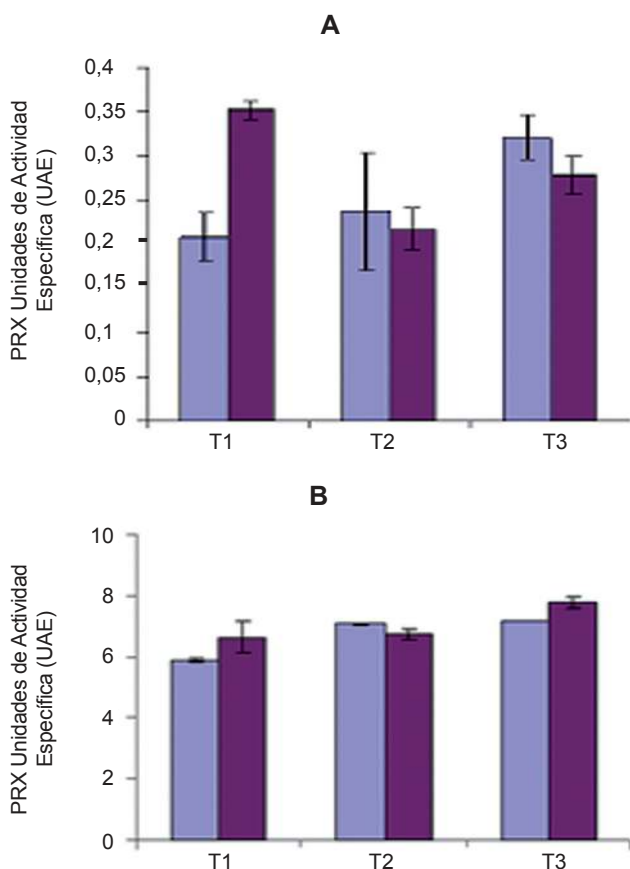 A
PRX Unidades de Actividad
Específica (UAE)
0,4
0,35
0,3
0,25
0,2
0,15
0,1
0,05
0
T1 T2 T3
B
PRX Unidades de Actividad
Específica (UAE)
10
8
6
4
2
0
T1 T2 T3